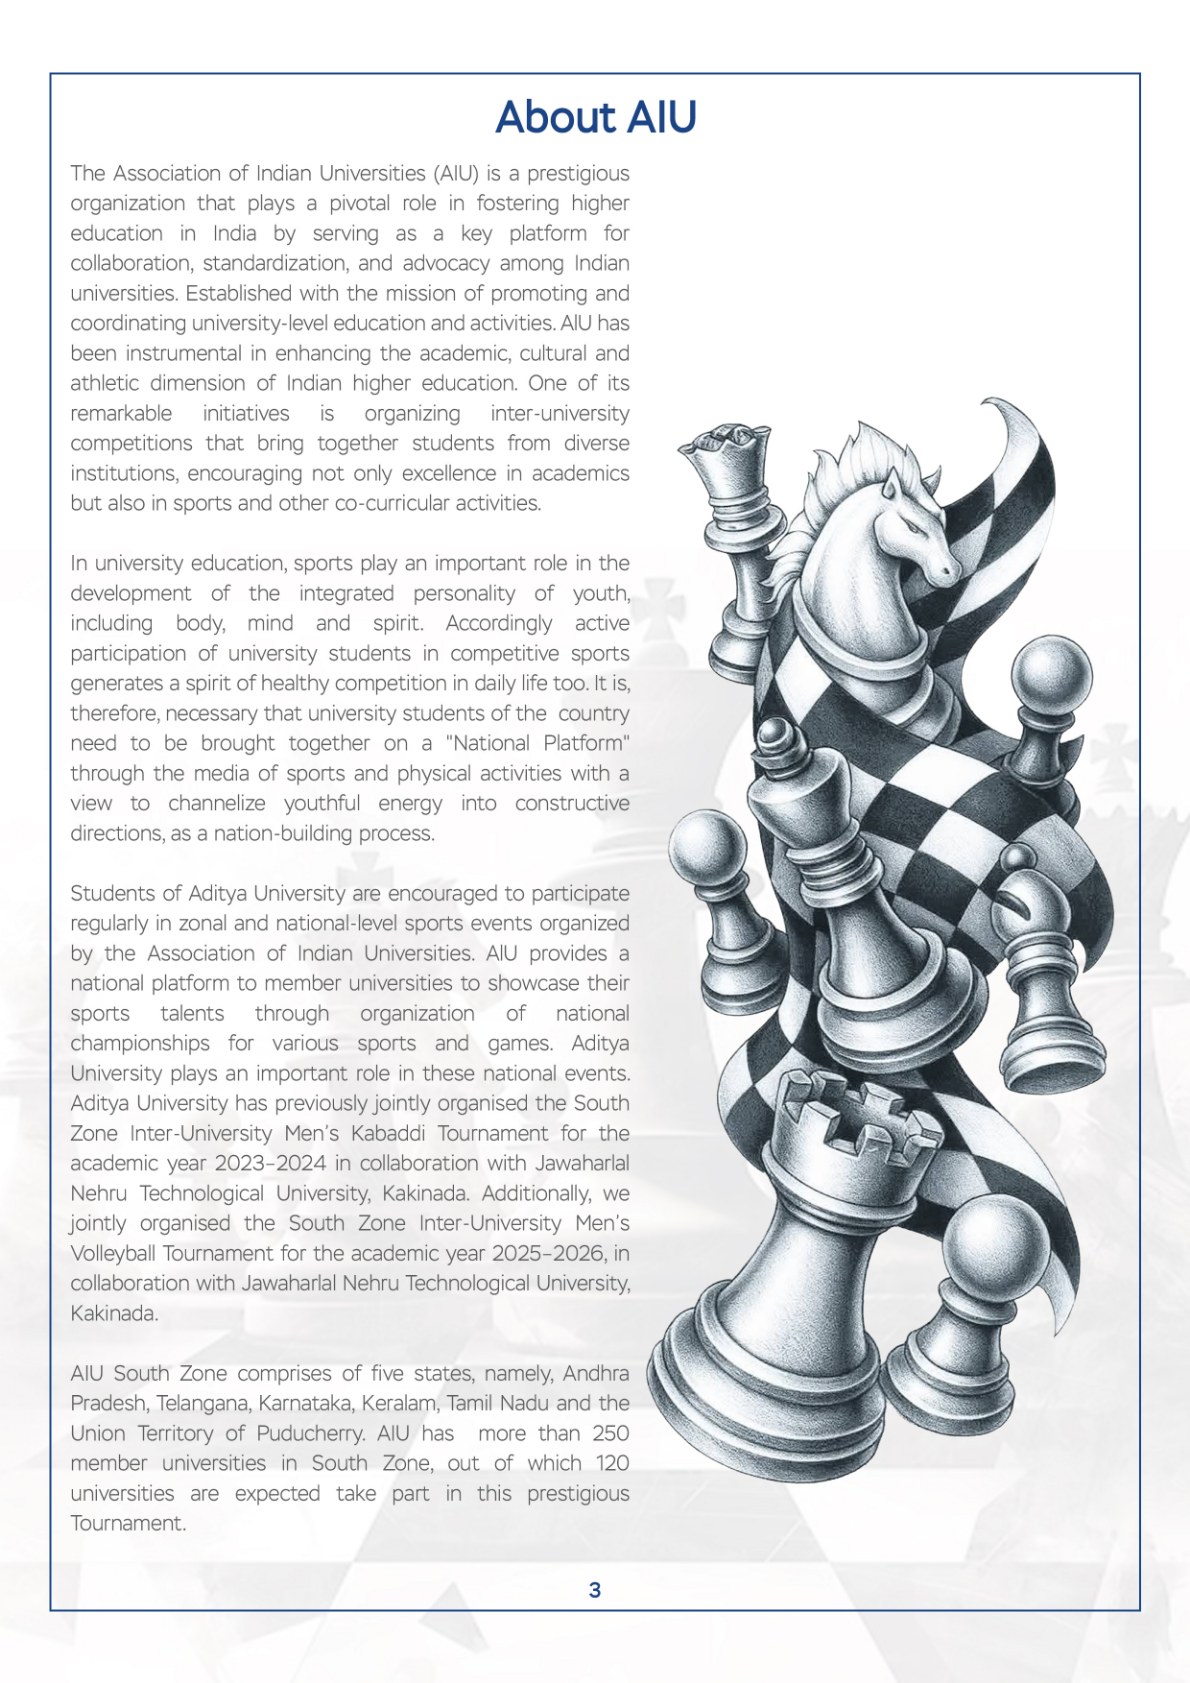 About AIU
The Association of Indian Universities (AIU) is a prestigious
organization that plays a pivotal role in fostering higher
education in India by serving as a key platform for
collaboration, standardization, and advocacy among Indian
universities. Established with the mission of promoting and
coordinating university-level education and activities. AIU has
been instrumental in enhancing the academic, cultural and
athletic dimension of Indian higher education. One of its
remarkable initiatives is organizing inter-university
competitions that bring together students from diverse
institutions, encouraging not only excellence in academics
but also in sports and other co-curricular activities.
In university education, sports play an important role in the
development of the integrated personality of youth,
including body, mind and spirit. Accordingly active
participation of university students in competitive sports
generates a spirit of healthy competition in daily life too. It is,
therefore, necessary that university students of the country
need to be brought together on a "National Platform"
through the media of sports and physical activities with a
view to channelize youthful energy into constructive
directions, as a nation-building process.
Students of Aditya University are encouraged to participate
regularly in zonal and national-level sports events organized
by the Association of Indian Universities. AIU provides a
national platform to member universities to showcase their
sports talents through organization of national
championships for various sports and games. Aditya
University plays an important role in these national events.
Aditya University has previously jointly organised the South
Zone Inter-University Men's Kabaddi Tournament for the
academic year 2023–2024 in collaboration with Jawaharlal
Nehru Technological University, Kakinada. Additionally, we
jointly organised the South Zone Inter-University Men's
Volleyball Tournament for the academic year 2025–2026, in
collaboration with Jawaharlal Nehru Technological University,
Kakinada.
AIU South Zone comprises of five states, namely, Andhra
Pradesh, Telangana, Karnataka, Keralam, Tamil Nadu and the
Union Territory of Puducherry. AIU has more than 250
member universities in South Zone, out of which 120
universities are expected take part in this prestigious
Tournament.
3